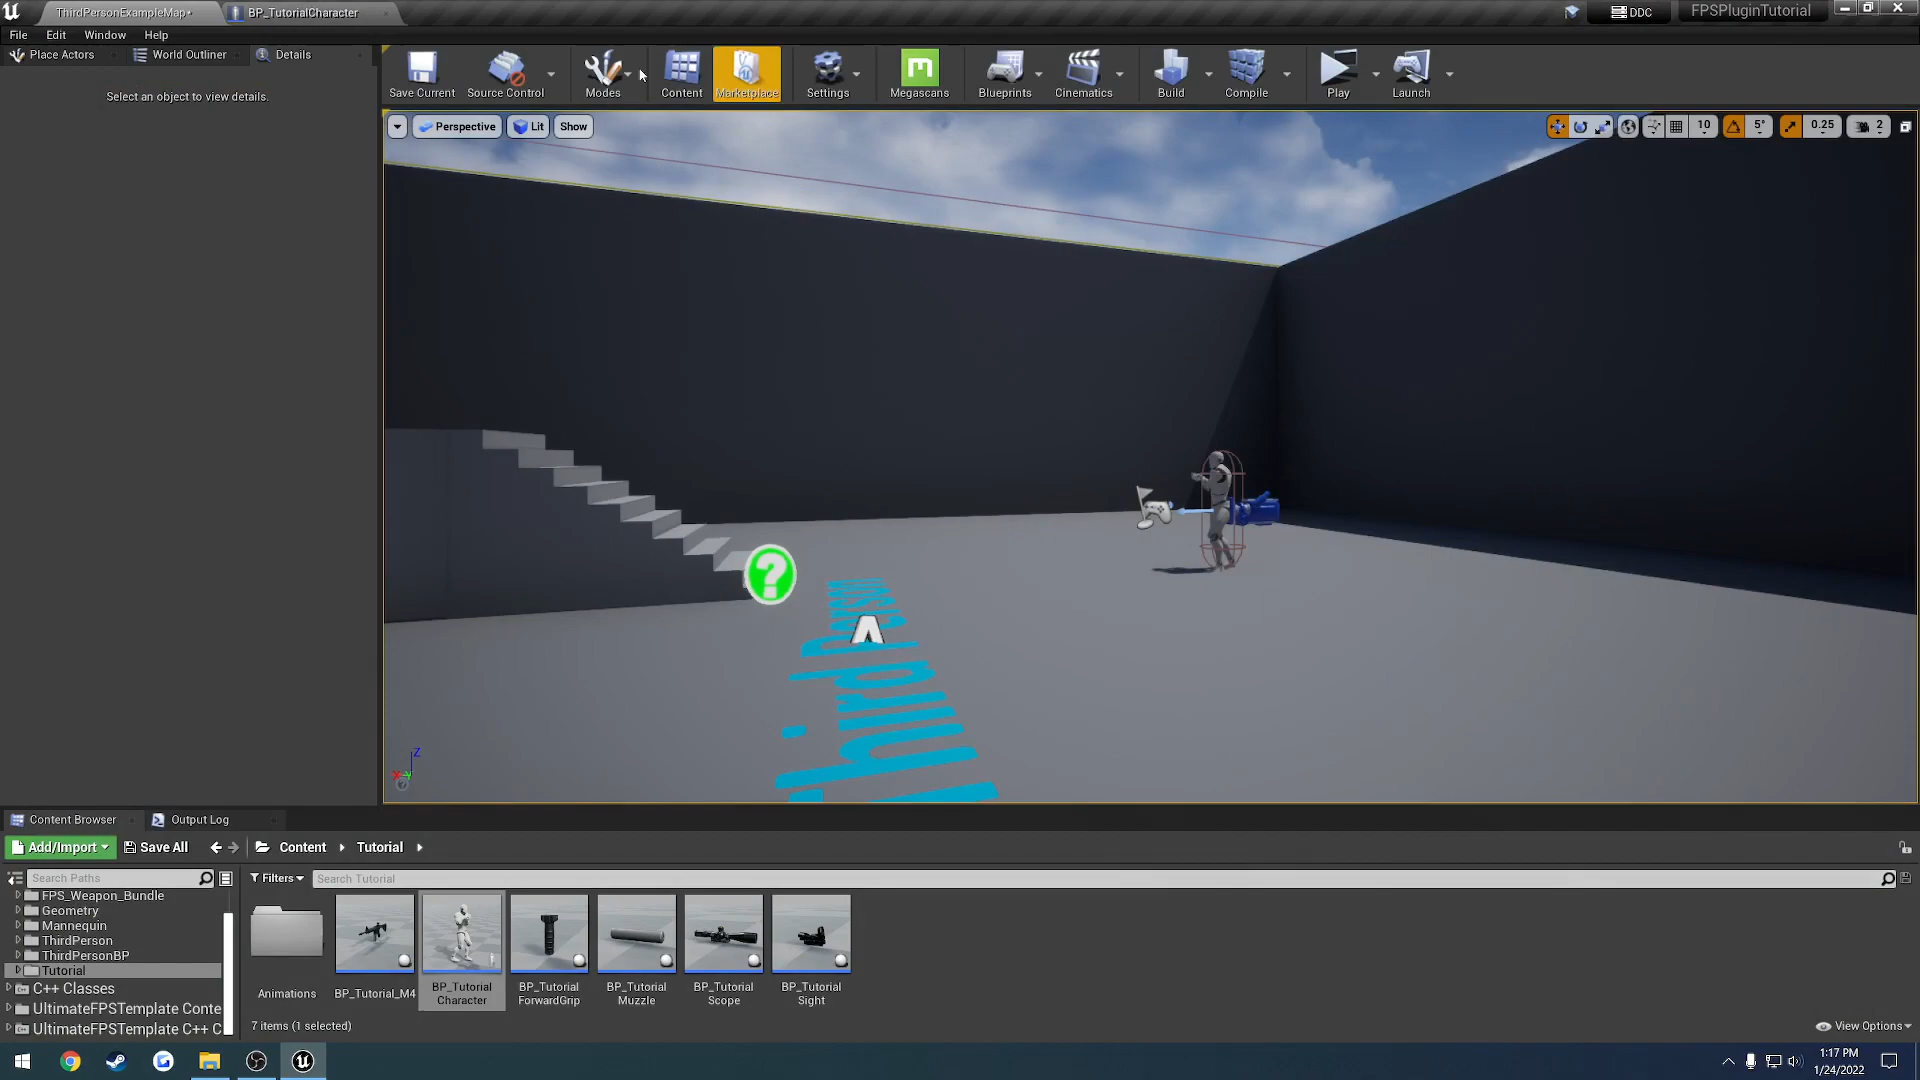 ThirdPersonExampleMap*
BP_TutorialCharacter
DDC
FPSPluginTutorial
File Edit Window Help
Place Actors
World Outliner
Details
Select an object to view details.
Save Current
Source Control
Modes
Content
Marketplace
Settings
Megascans
Blueprints
Cinematics
Build
Compile
Play
Launch
Perspective
Lit
Show
10
5°
0.25
2
?
Z
Content Browser
Output Log
Add/Import
Save All
Content
Tutorial
Search Paths
Filters
Search Tutorial
FPS_Weapon_Bundle
Geometry
Mannequin
ThirdPerson
ThirdPersonBP
Tutorial
C++ Classes
UltimateFPSTemplate Conte
UltimateFPSTemplate C++ C
Animations
BP_Tutorial_M4
BP_Tutorial
Character
BP_Tutorial
ForwardGrip
BP_Tutorial
Muzzle
BP_Tutorial
Scope
BP_Tutorial
Sight
7 items (1 selected)
View Options
1:17 PM
1/24/2022